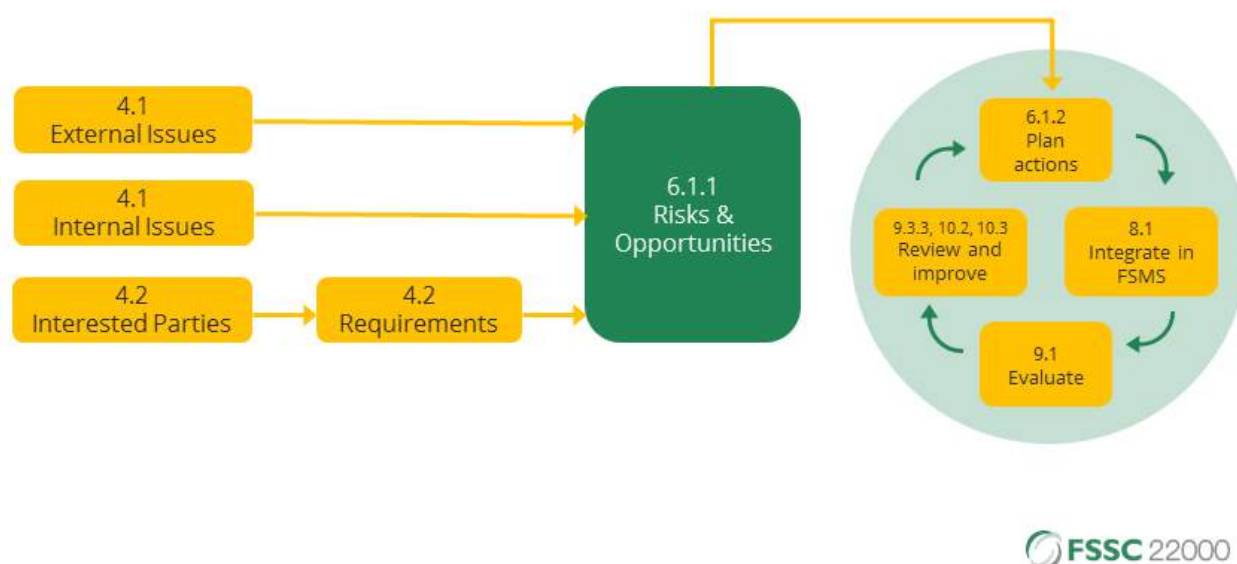 4.1
External Issues
4.1
Internal Issues
4.2
Interested Parties
4.2
Requirements
6.1.1
Risks &
Opportunities
6.1.2
Plan
actions
8.1
Integrate in
FSMS
9.1
Evaluate
9.3.3, 10.2, 10.3
Review and
improve
FSSC 22000